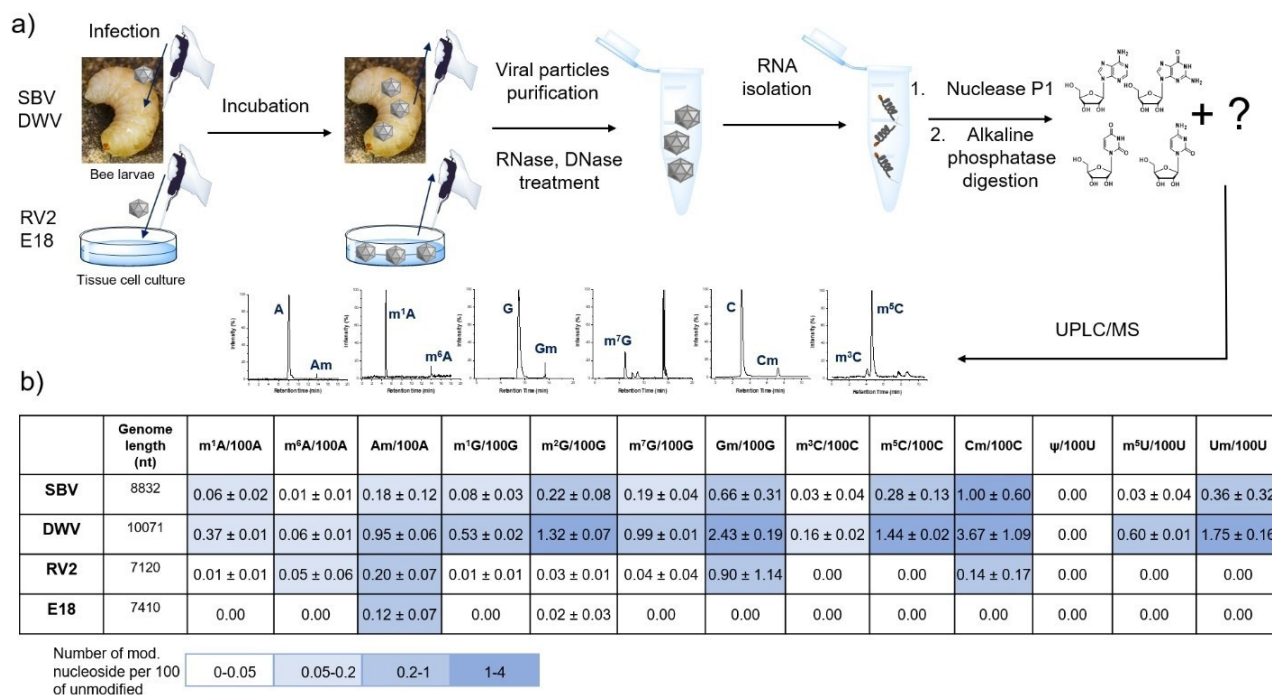 a)
Infection
SBV
DWV
Bee larvae
Incubation
Viral particles
purification
RNase, DNase
treatment
RNA
isolation
1. Nuclease P1
2. Alkaline
phosphatase
digestion
+ ?
RV2
E18
Tissue cell culture
UPLC/MS
A
Am
m¹A
m⁶A
G
Gm
m⁷G
C
Cm
m³C
m⁵C
Intensity (%)
Retention Time (min)
b)
Genome length (nt) m¹A/100A m⁶A/100A Am/100A m¹G/100G m²G/100G m⁷G/100G Gm/100G m³C/100C m⁵C/100C Cm/100C ψ/100U m⁵U/100U Um/100U
SBV 8832 0.06 ± 0.02 0.01 ± 0.01 0.18 ± 0.12 0.08 ± 0.03 0.22 ± 0.08 0.19 ± 0.04 0.66 ± 0.31 0.03 ± 0.04 0.28 ± 0.13 1.00 ± 0.60 0.00 0.03 ± 0.04 0.36 ± 0.32
DWV 10071 0.37 ± 0.01 0.06 ± 0.01 0.95 ± 0.06 0.53 ± 0.02 1.32 ± 0.07 0.99 ± 0.01 2.43 ± 0.19 0.16 ± 0.02 1.44 ± 0.02 3.67 ± 1.09 0.00 0.60 ± 0.01 1.75 ± 0.16
RV2 7120 0.01 ± 0.01 0.05 ± 0.06 0.20 ± 0.07 0.01 ± 0.01 0.03 ± 0.01 0.04 ± 0.04 0.90 ± 1.14 0.00 0.00 0.14 ± 0.17 0.00 0.00 0.00
E18 7410 0.00 0.00 0.12 ± 0.07 0.00 0.02 ± 0.03 0.00 0.00 0.00 0.00 0.00 0.00 0.00 0.00
Number of mod.
nucleoside per 100
of unmodified
0-0.05 0.05-0.2 0.2-1 1-4